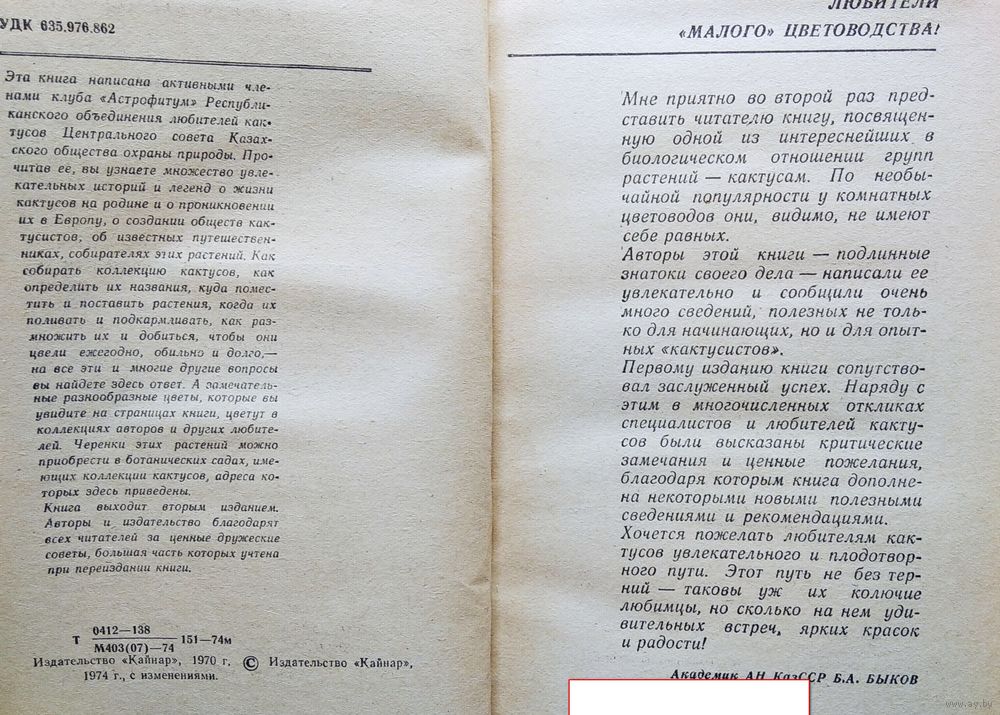 УДК 635.976.862
Эта книга написана активными чле-
нами клуба «Астрофитум» Республи-
канского объединения любителей как-
тусов Центрального совета Казах-
ского общества охраны природы. Про-
читав ее, вы узнаете множество увле-
кательных историй и легенд о жизни
кактусов на родине и о проникновении
их в Европу, о создании обществ как-
тусистов, об известных путешествен-
никах, собирателях этих растений. Как
собирать коллекцию кактусов, как
определить их названия, куда помес-
тить и поставить растения, когда их
поливать и подкармливать, как раз-
множить их и добиться, чтобы они
цвели ежегодно, обильно и долго,—
на все эти и многие другие вопросы
вы найдете здесь ответ. А замечатель-
ные разнообразные цветы, которые вы
увидите на страницах книги, цветут в
коллекциях авторов и других любите-
лей. Черенки этих растений можно
приобрести в ботанических садах, име-
ющих коллекции кактусов, адреса ко-
торых здесь приведены.
Книга выходит вторым изданием.
Авторы и издательство благодарят
всех читателей за ценные дружеские
советы, большая часть которых учтена
при переиздании книги.
Т 0412—138 151—74м
М403(07)—74
Издательство «Кайнар», 1970 г. © Издательство «Кайнар»,
1974 г., с изменениями.
ЛЮБИТЕЛИ
«МАЛОГО» ЦВЕТОВОДСТВА!
Мне приятно во второй раз пред-
ставить читателю книгу, посвящен-
ную одной из интереснейших в
биологическом отношении групп
растений — кактусам. По необы-
чайной популярности у комнатных
цветоводов они, видимо, не имеют
себе равных.
Авторы этой книги — подлинные
знатоки своего дела — написали ее
увлекательно и сообщили очень
много сведений, полезных не толь-
ко для начинающих, но и для опыт-
ных «кактусистов».
Первому изданию книги сопутство-
вал заслуженный успех. Наряду с
этим в многочисленных откликах
специалистов и любителей какту-
сов были высказаны критические
замечания и ценные пожелания,
благодаря которым книга дополне-
на некоторыми новыми полезными
сведениями и рекомендациями.
Хочется пожелать любителям как-
тусов увлекательного и плодотвор-
ного пути. Этот путь не без тер-
ний — таковы уж их колючие
любимцы, но сколько на нем уди-
вительных встреч, ярких красок
и радости!
Академик АН КазССР Б.А. БЫКОВ
www.ay.by